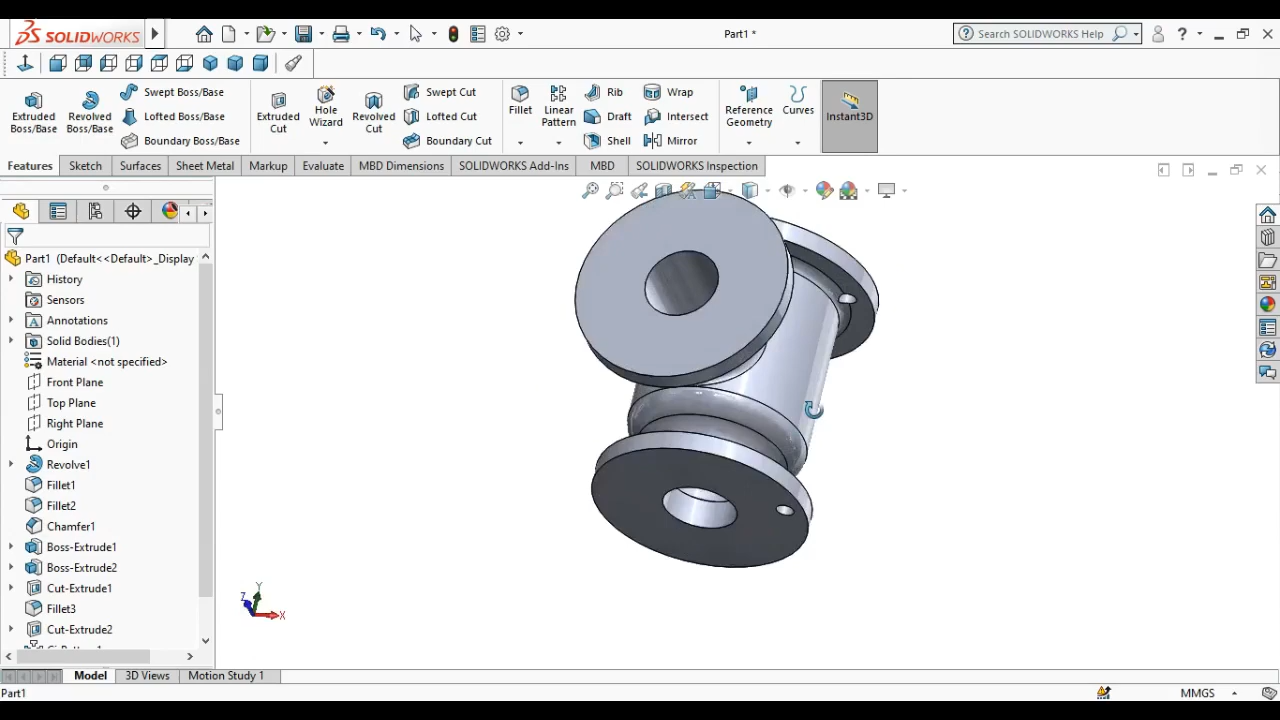 SOLIDWORKS
Part1 *
Search SOLIDWORKS Help
?
Extruded Boss/Base
Revolved Boss/Base
Swept Boss/Base
Lofted Boss/Base
Boundary Boss/Base
Extruded Cut
Hole Wizard
Revolved Cut
Swept Cut
Lofted Cut
Boundary Cut
Fillet
Linear Pattern
Rib
Draft
Shell
Wrap
Intersect
Mirror
Reference Geometry
Curves
Instant3D
Features
Sketch
Surfaces
Sheet Metal
Markup
Evaluate
MBD Dimensions
SOLIDWORKS Add-Ins
MBD
SOLIDWORKS Inspection
Part1 (Default<<Default>_Display
History
Sensors
Annotations
Solid Bodies(1)
Material <not specified>
Front Plane
Top Plane
Right Plane
Origin
Revolve1
Fillet1
Fillet2
Chamfer1
Boss-Extrude1
Boss-Extrude2
Cut-Extrude1
Fillet3
Cut-Extrude2
Y
Z
X
Model
3D Views
Motion Study 1
Part1
MMGS